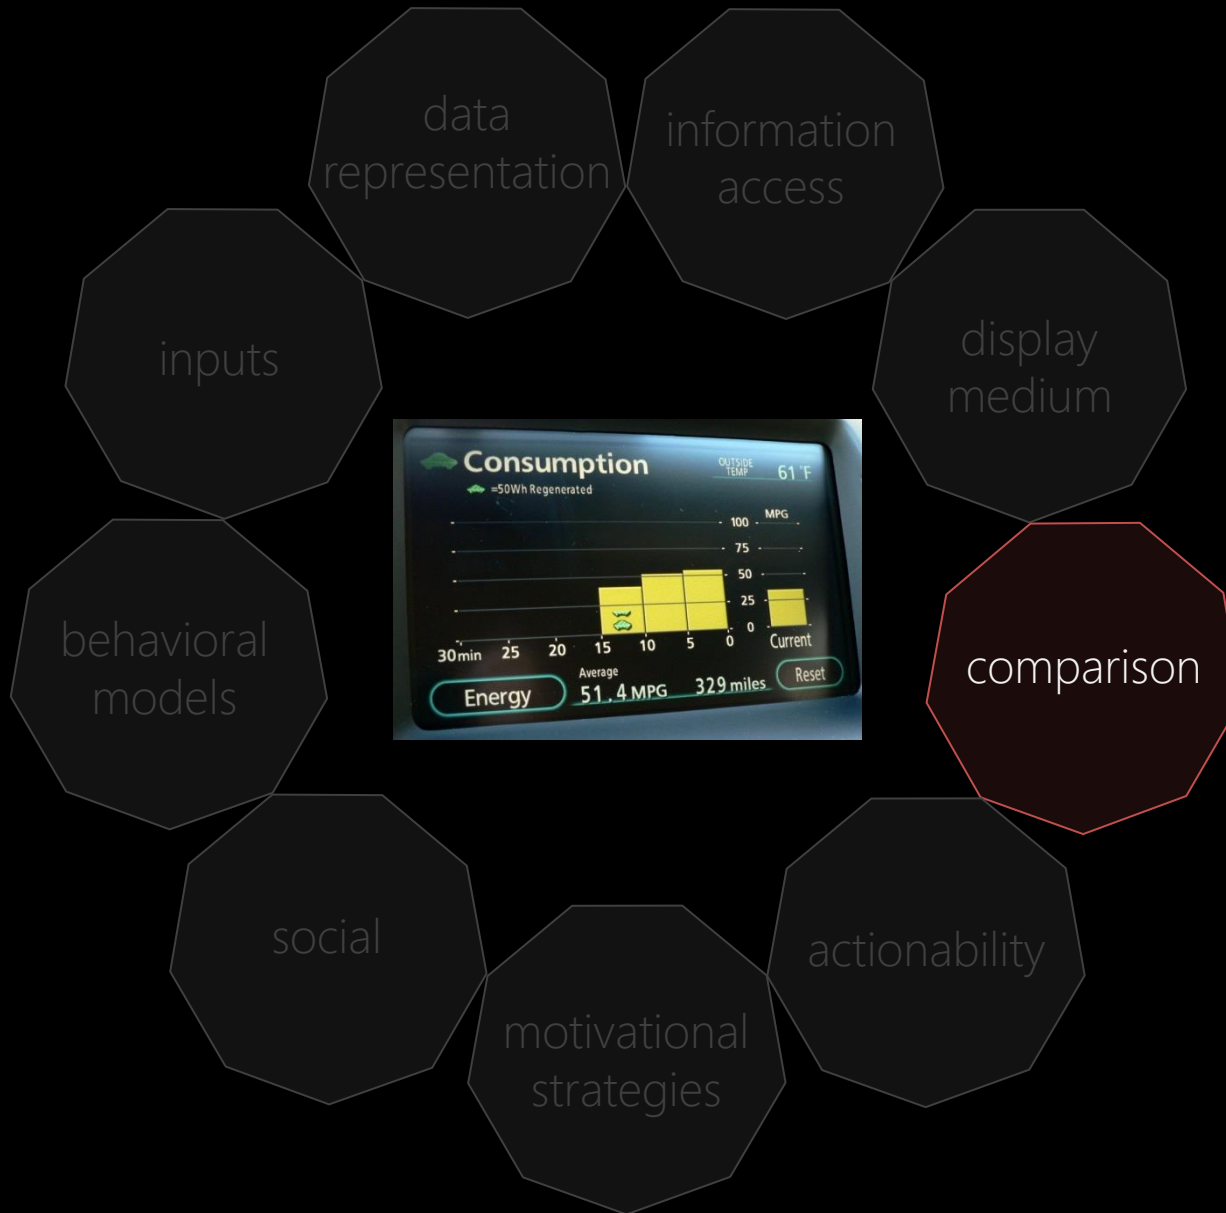 data
representation
information
access
inputs
display
medium
Consumption
OUTSIDE
TEMP
61°F
=50Wh Regenerated
MPG
100
75
50
25
0
30min 25 20 15 10 5 0
Current
Energy
Average
51.4 MPG 329 miles
Reset
behavioral
models
comparison
social
actionability
motivational
strategies